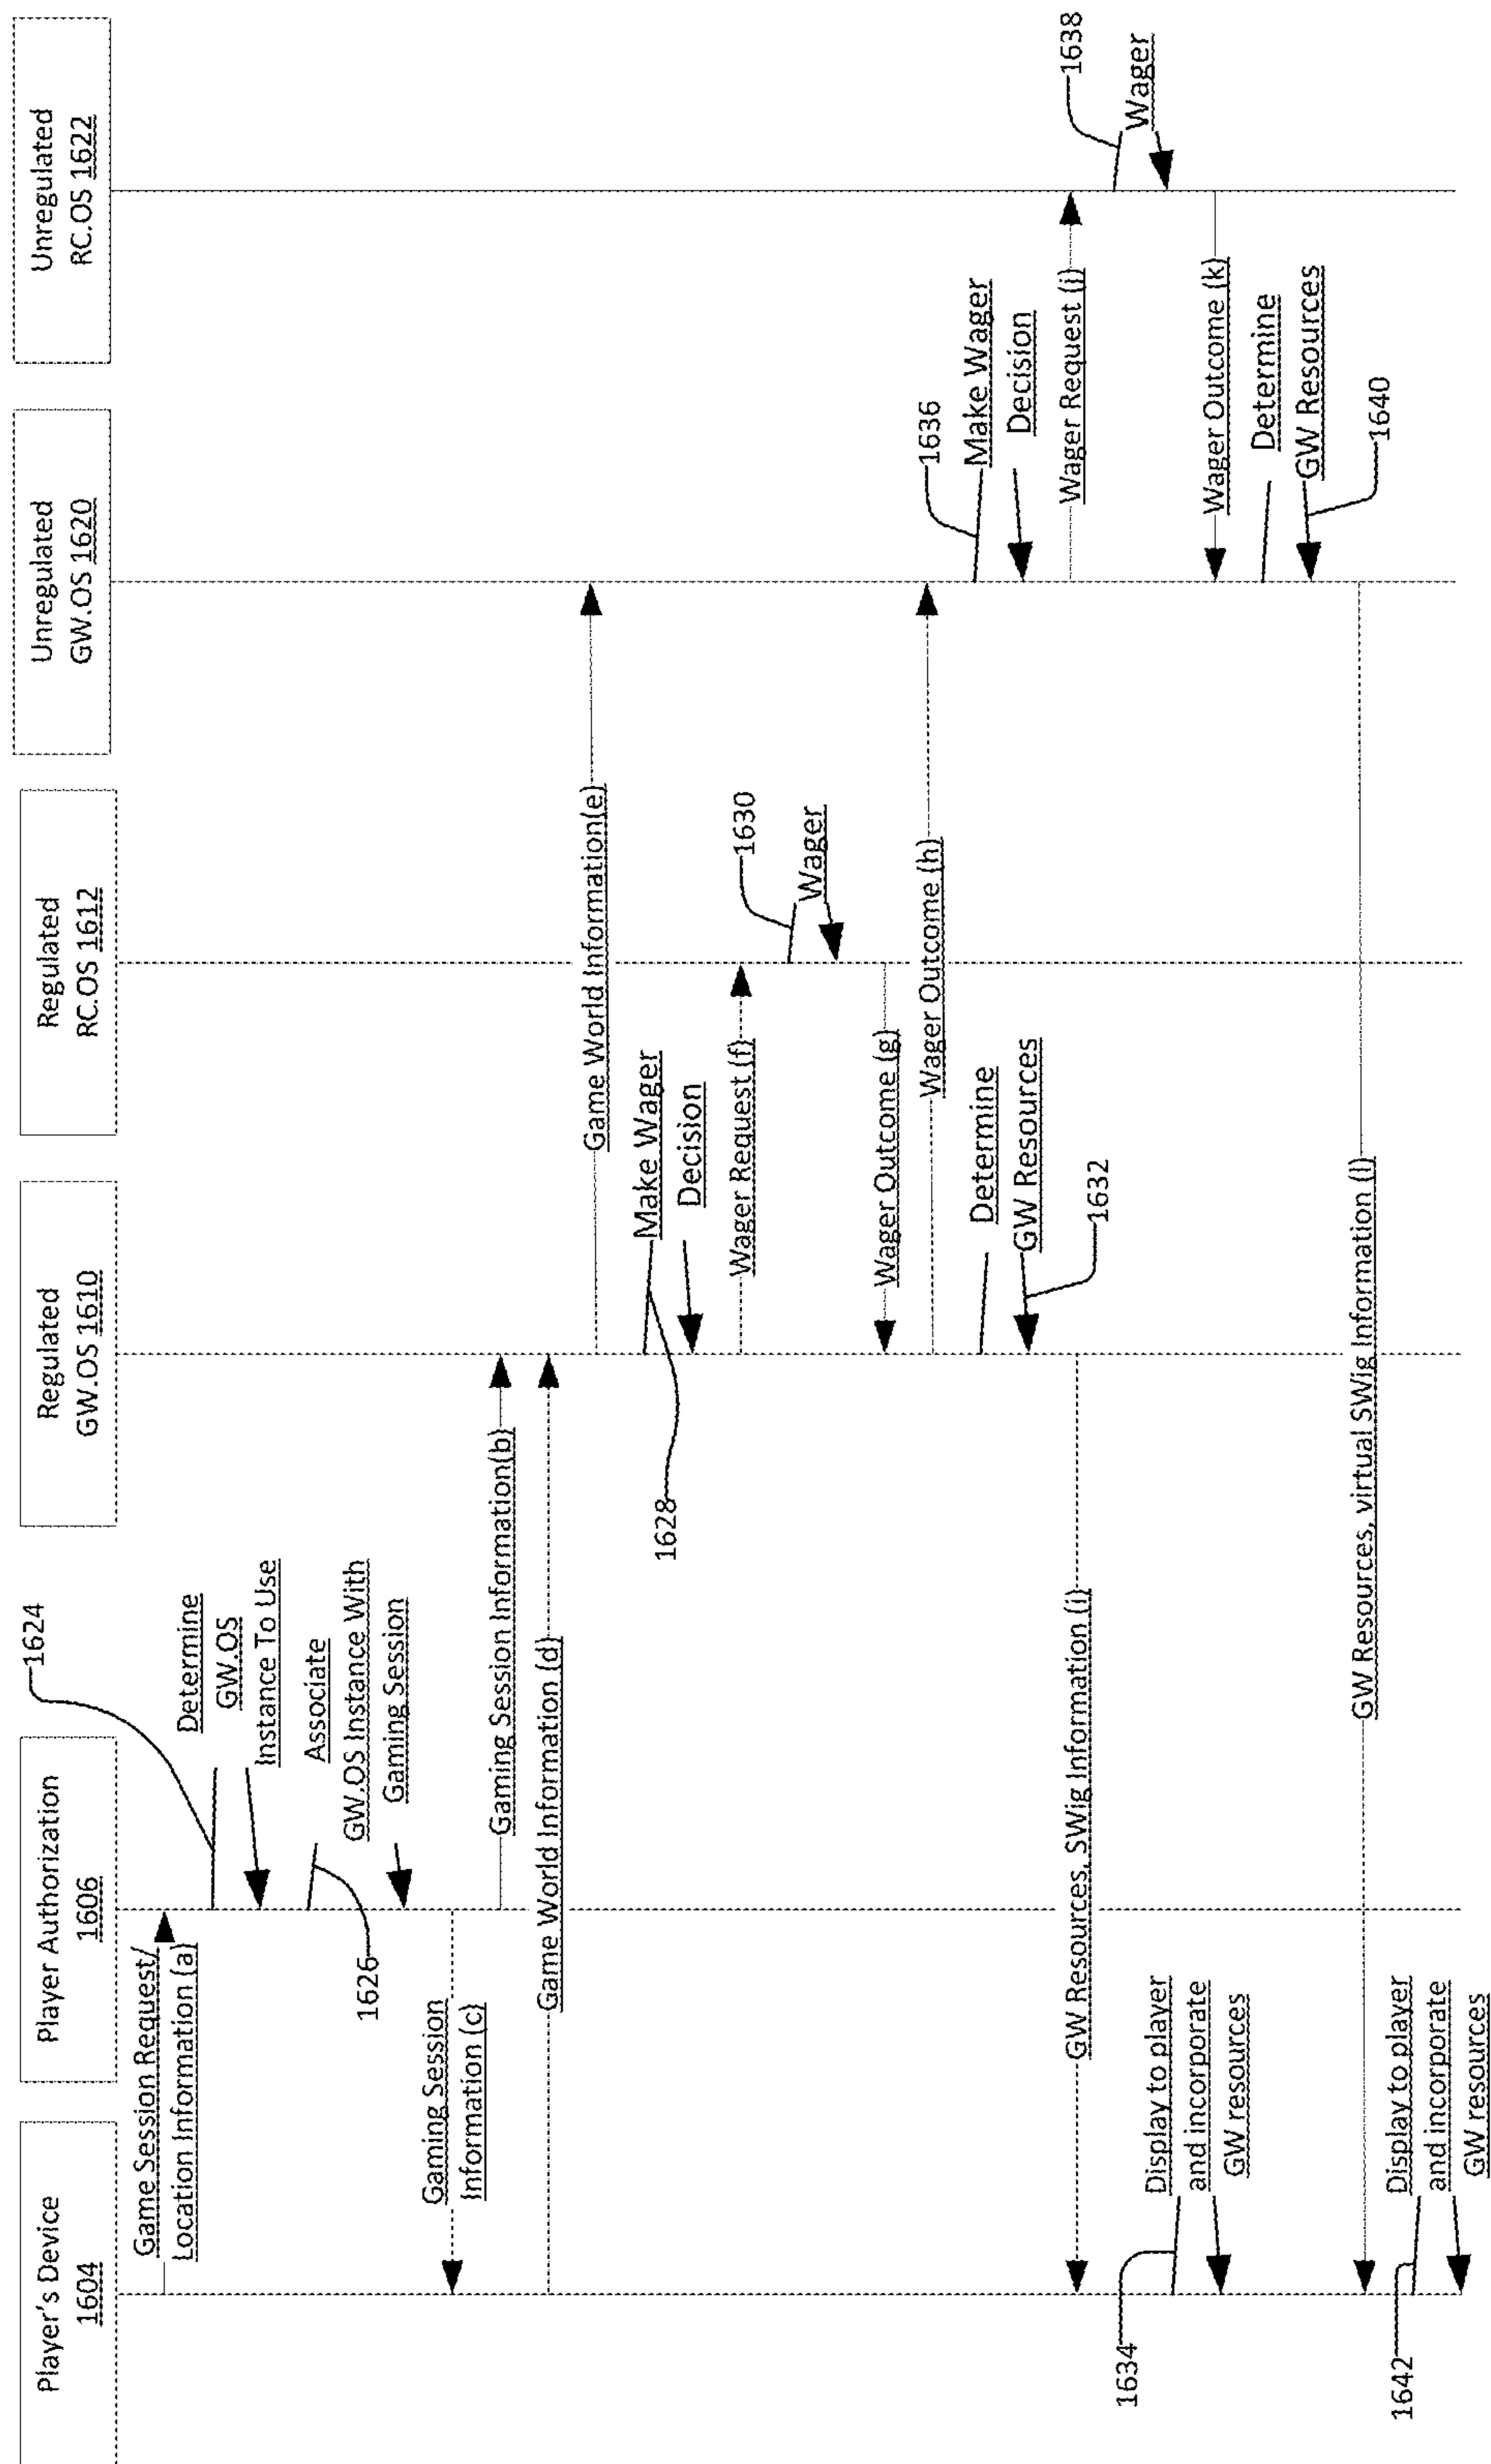 Player's Device
1604
Player Authorization
1606
Regulated
GW.OS 1610
Regulated
RC.OS 1612
Unregulated
GW.OS 1620
Unregulated
RC.OS 1622
Game Session Request/
Location Information (a)
1624
Determine
GW.OS
Instance To Use
Associate
GW.OS Instance With
Gaming Session
1626
Gaming Session
Information (c)
Gaming Session Information(b)
Game World Information (d)
Game World Information(e)
Make Wager
Decision
1628
Wager Request (f)
1630
Wager
Wager Outcome (g)
Wager Outcome (h)
Determine
GW Resources
1632
1636
Make Wager
Decision
GW Resources, SWig Information (i)
Wager Request (j)
1638
Wager
1634
Display to player
and incorporate
GW resources
Wager Outcome (k)
Determine
GW Resources
1640
GW Resources, virtual SWig Information (l)
1642
Display to player
and incorporate
GW resources